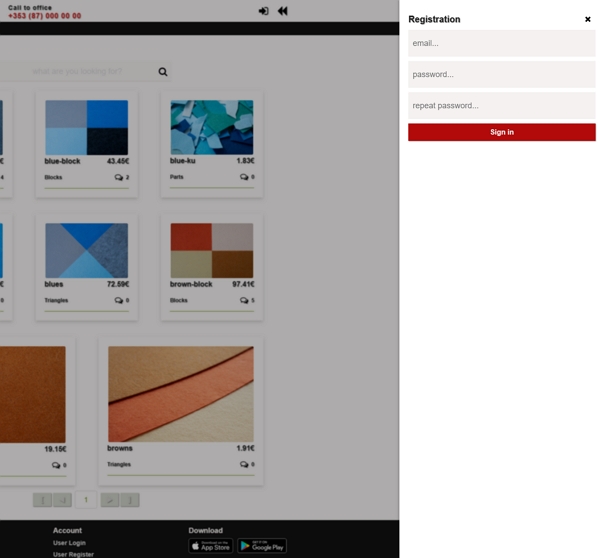 Call to office
+353 (87) 000 00 00
what are you looking for?
blue-block 43.45€
Blocks 2
blue-ku 1.83€
Parts 0
blues 72.59€
Triangles 0
brown-block 97.41€
Blocks 5
19.15€
0
browns 1.91€
Triangles 0
1
Account
User Login
User Register
Download
Download on the
App Store
GET IT ON
Google Play
Registration
email...
password...
repeat password...
Sign in